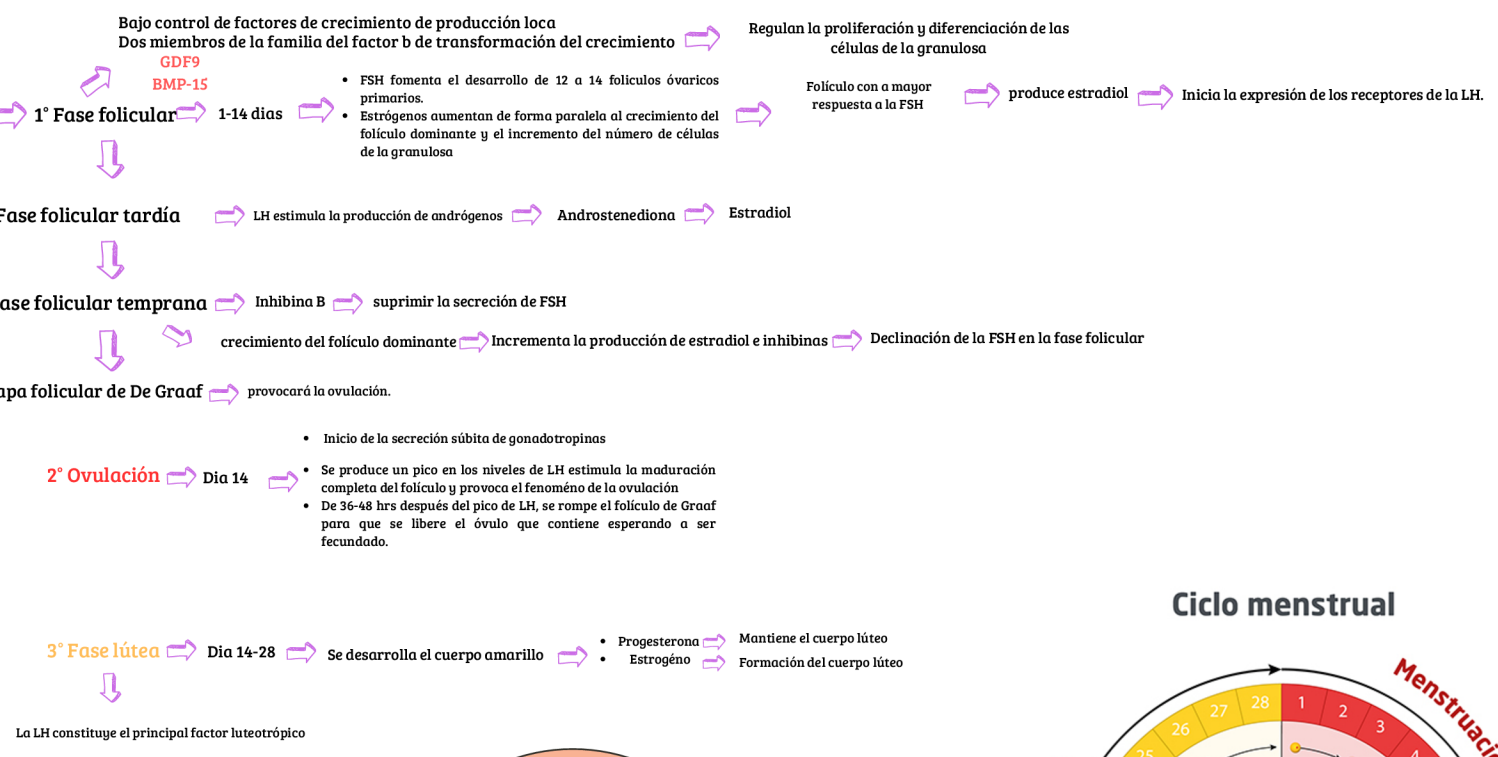 Bajo control de factores de crecimiento de producción loca
Dos miembros de la familia del factor b de transformación del crecimiento
GDF9
BMP-15
Regulan la proliferación y diferenciación de las
células de la granulosa
1° Fase folicular
1-14 dias
• FSH fomenta el desarrollo de 12 a 14 foliculos óvaricos
primarios.
• Estrógenos aumentan de forma paralela al crecimiento del
folículo dominante y el incremento del número de células
de la granulosa
Folículo con a mayor
respuesta a la FSH
produce estradiol
Inicia la expresión de los receptores de la LH.
Fase folicular tardía
LH estimula la producción de andrógenos
Androstenediona
Estradiol
ase folicular temprana
Inhibina B
suprimir la secreción de FSH
crecimiento del folículo dominante
Incrementa la producción de estradiol e inhibinas
Declinación de la FSH en la fase folicular
apa folicular de De Graaf
provocará la ovulación.
2° Ovulación
Dia 14
• Inicio de la secreción súbita de gonadotropinas
• Se produce un pico en los niveles de LH estimula la maduración
completa del folículo y provoca el fenoméno de la ovulación
• De 36-48 hrs después del pico de LH, se rompe el folículo de Graaf
para que se libere el óvulo que contiene esperando a ser
fecundado.
3° Fase lútea
Dia 14-28
Se desarrolla el cuerpo amarillo
• Progesterona
• Estrogéno
Mantiene el cuerpo lúteo
Formación del cuerpo lúteo
La LH constituye el principal factor luteotrópico
Ciclo menstrual
Menstruació
25
26
27
28
1
2
3
4